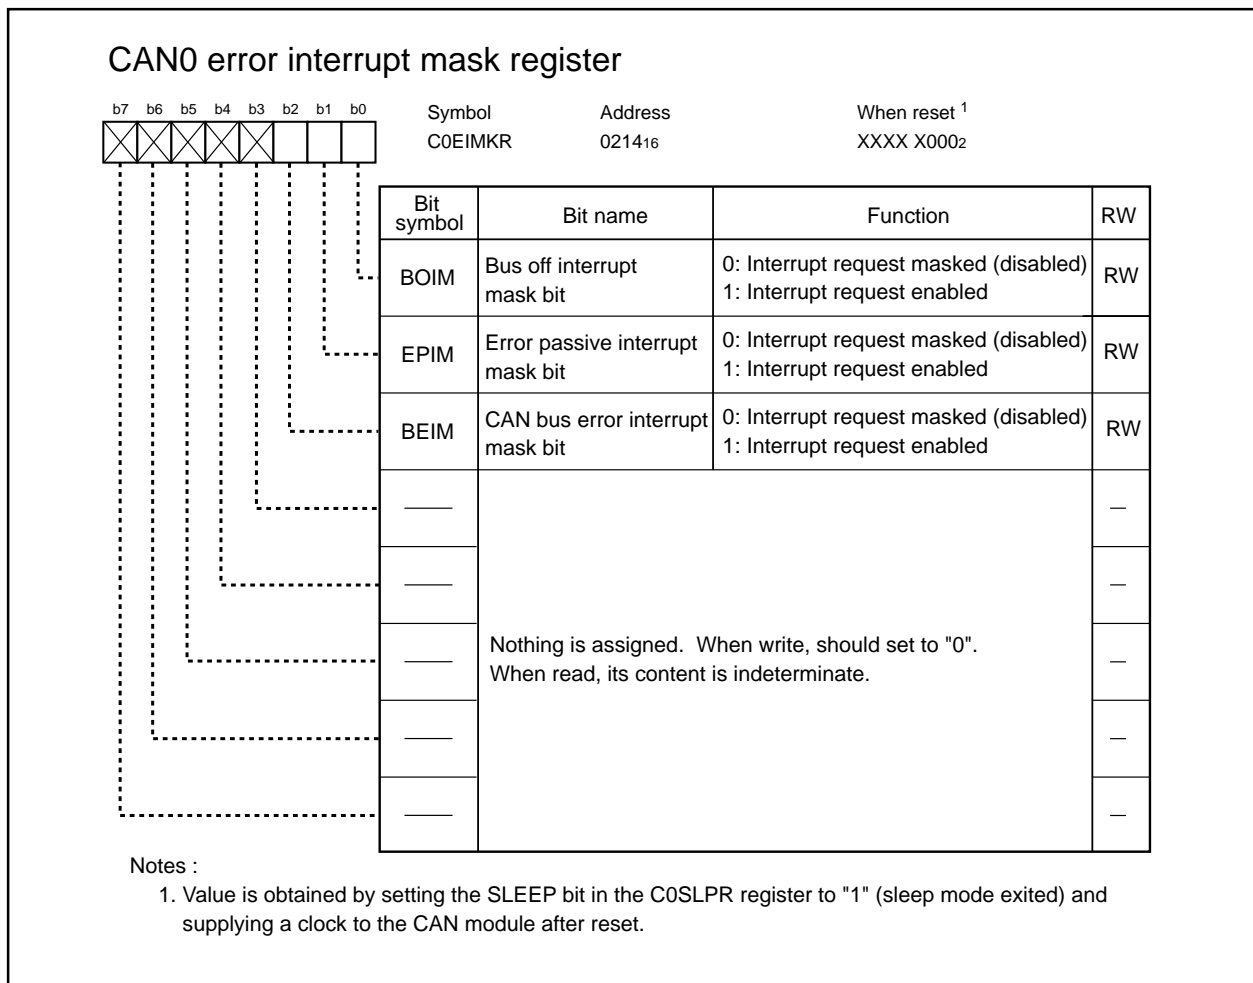 CAN0 error interrupt mask register
b7 b6 b5 b4 b3 b2 b1 b0
Symbol Address When reset 1
C0EIMKR 021416 XXXX X0002
Bit symbol Bit name Function RW
BOIM Bus off interrupt mask bit 0: Interrupt request masked (disabled) RW
1: Interrupt request enabled
EPIM Error passive interrupt mask bit 0: Interrupt request masked (disabled) RW
1: Interrupt request enabled
BEIM CAN bus error interrupt mask bit 0: Interrupt request masked (disabled) RW
1: Interrupt request enabled
Nothing is assigned. When write, should set to "0".
When read, its content is indeterminate.
Notes :
1. Value is obtained by setting the SLEEP bit in the C0SLPR register to "1" (sleep mode exited) and
supplying a clock to the CAN module after reset.